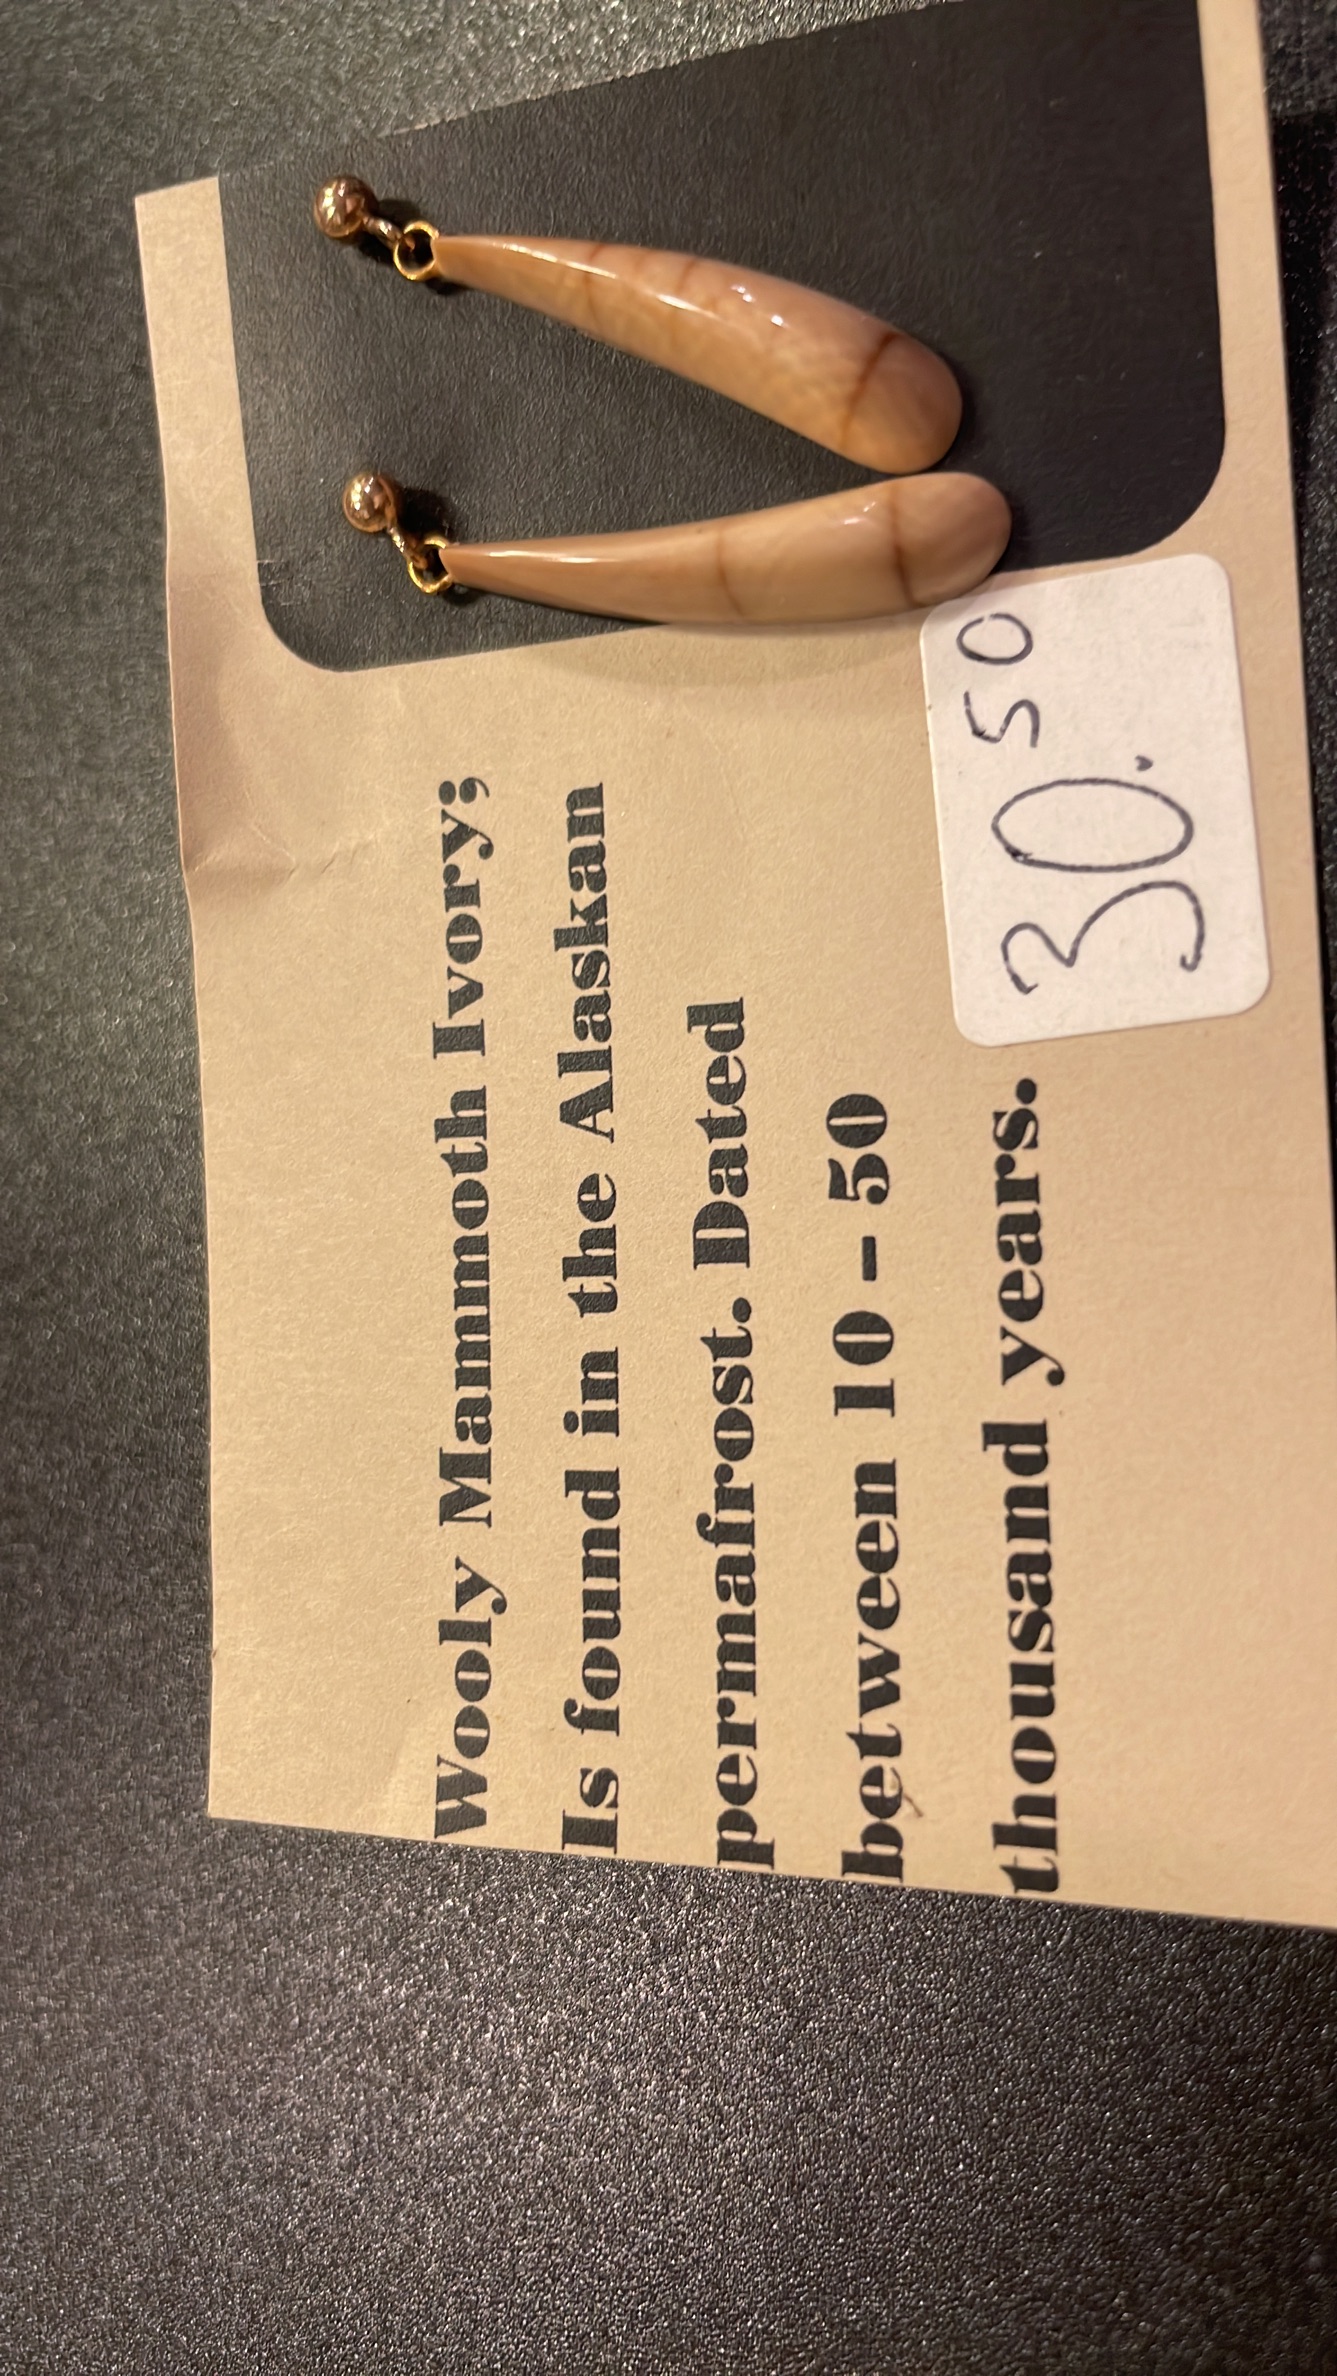 Wooly Mammoth Ivory;
Is found in the Alaskan
permafrost. Dated
between 10 - 50
thousand years.
30.50